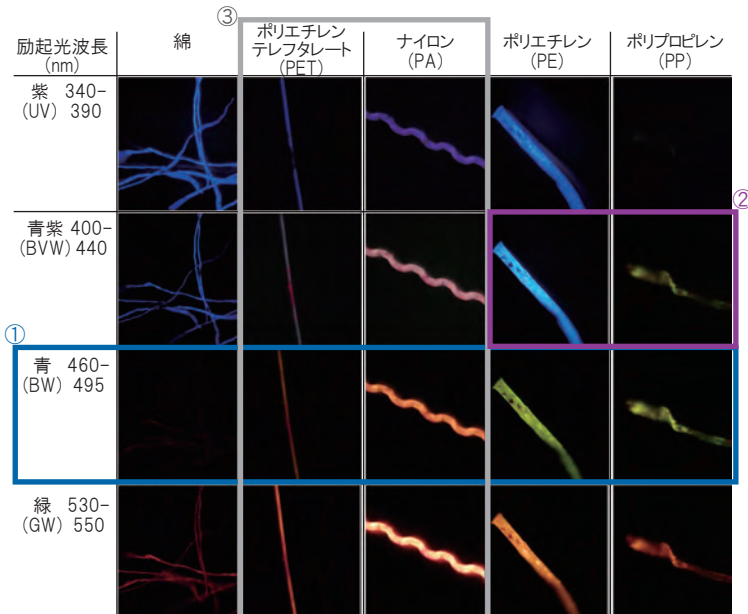 ③
励起光波長
(nm)
綿
ポリエチレン
テレフタレート
(PET)
ナイロン
(PA)
ポリエチレン
(PE)
ポリプロピレン
(PP)
紫 340-
(UV) 390
②
青紫 400-
(BVW) 440
①
青 460-
(BW) 495
緑 530-
(GW) 550